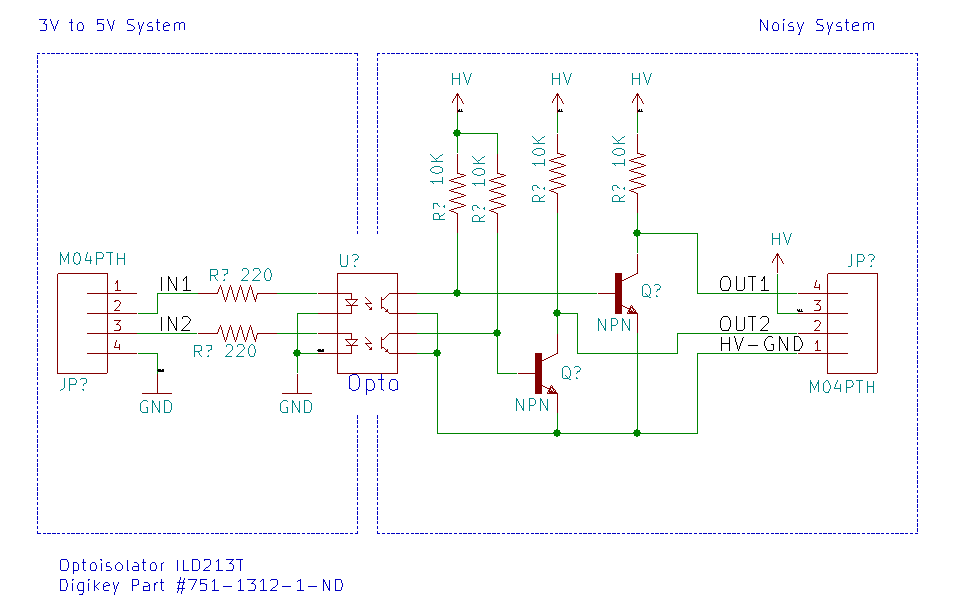 3V to 5V System
Noisy System
HV
HV
HV
R? 10K
R? 10K
R? 10K
R? 10K
M04PTH
1
2
3
4
JP?
IN1
IN2
R? 220
R? 220
GND
GND
U?
Opto
Q?
NPN
Q?
NPN
HV
JP?
OUT1
OUT2
HV-GND
4
3
2
1
M04PTH
Optoisolator ILD213T
Digikey Part #751-1312-1-ND